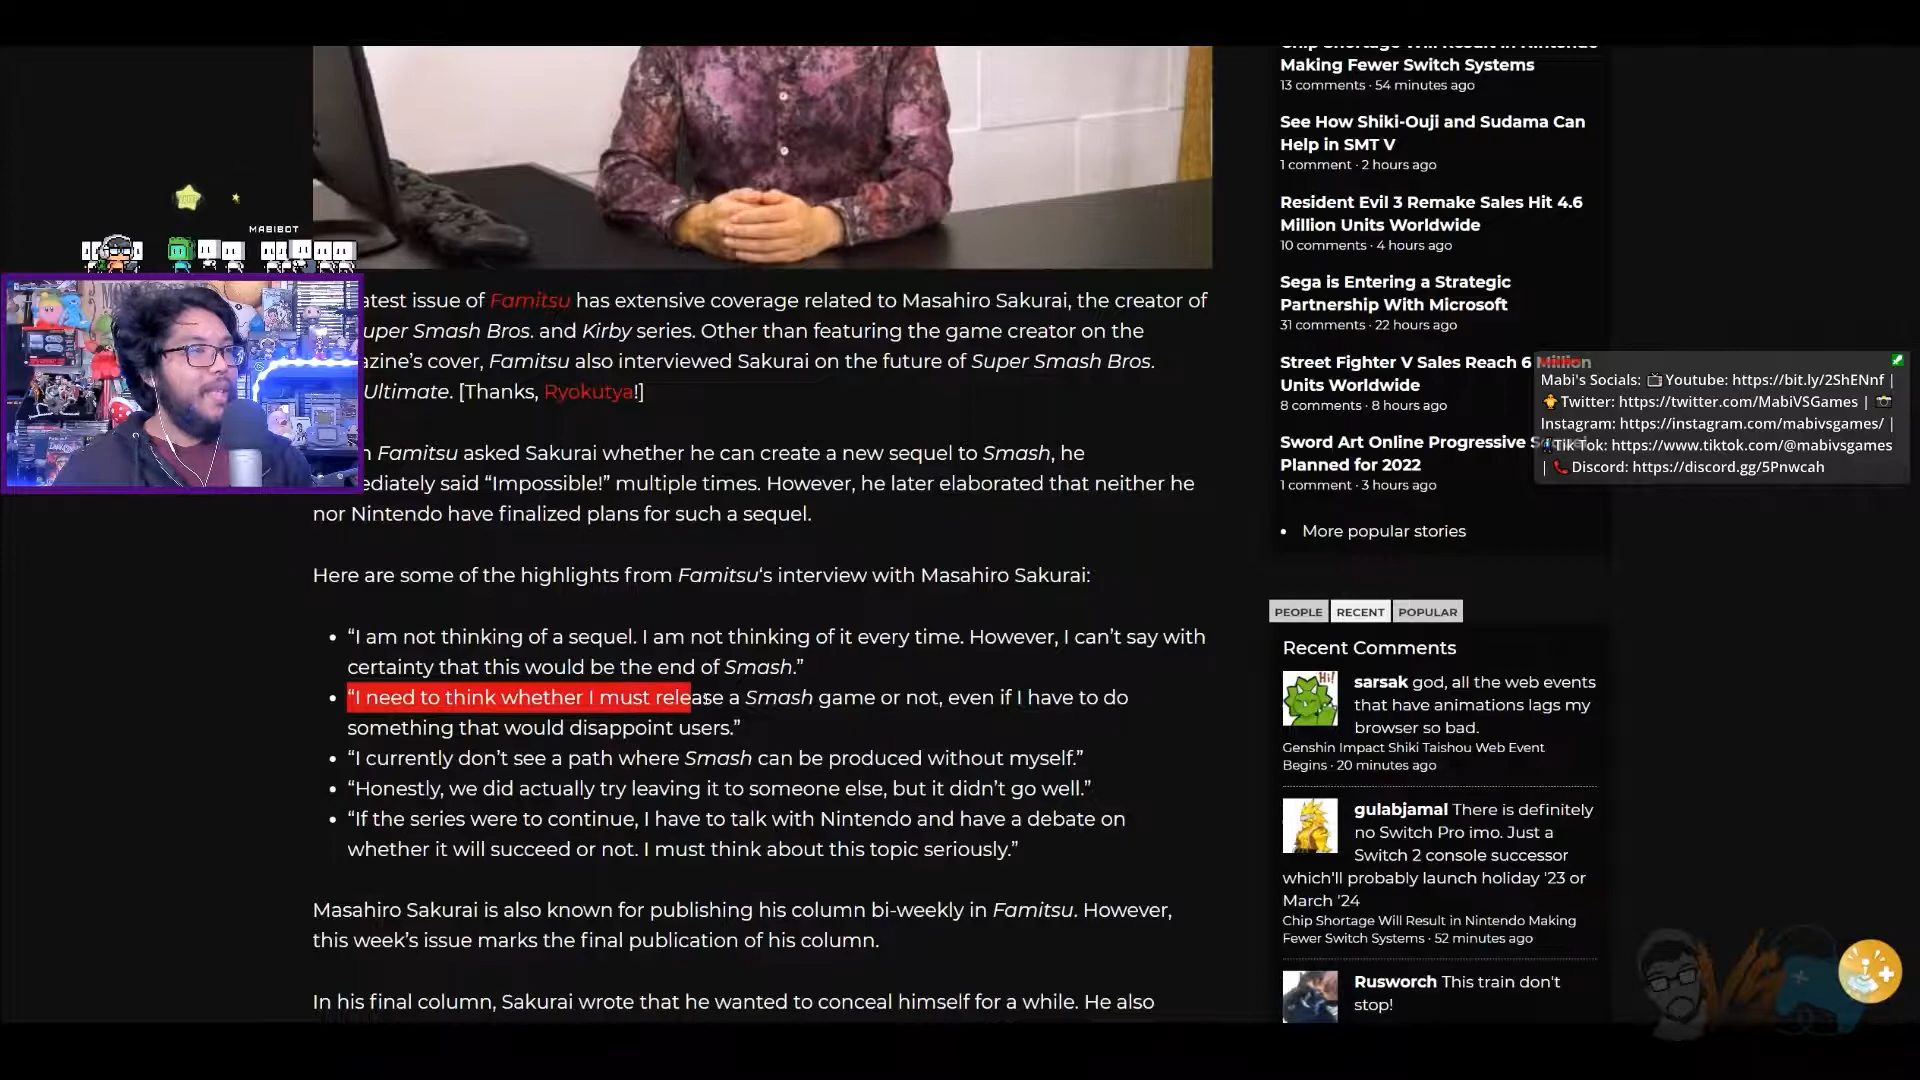 Making Fewer Switch Systems
13 comments · 54 minutes ago
See How Shiki-Ouji and Sudama Can
Help in SMT V
1 comment · 2 hours ago
Resident Evil 3 Remake Sales Hit 4.6
Million Units Worldwide
10 comments · 4 hours ago
Sega is Entering a Strategic
Partnership With Microsoft
31 comments · 22 hours ago
Street Fighter V Sales Reach 6 Million
Units Worldwide
8 comments · 8 hours ago
Sword Art Online Progressive
Planned for 2022
1 comment · 3 hours ago
• More popular stories
MABIBOT
atest issue of Famitsu has extensive coverage related to Masahiro Sakurai, the creator of
uper Smash Bros. and Kirby series. Other than featuring the game creator on the
azine's cover, Famitsu also interviewed Sakurai on the future of Super Smash Bros.
Ultimate. [Thanks, Ryokutya!]
n Famitsu asked Sakurai whether he can create a new sequel to Smash, he
ediately said “Impossible!” multiple times. However, he later elaborated that neither he
nor Nintendo have finalized plans for such a sequel.
Here are some of the highlights from Famitsu‘s interview with Masahiro Sakurai:
• “I am not thinking of a sequel. I am not thinking of it every time. However, I can’t say with
certainty that this would be the end of Smash.”
• “I need to think whether I must release a Smash game or not, even if I have to do
something that would disappoint users.”
• “I currently don’t see a path where Smash can be produced without myself.”
• “Honestly, we did actually try leaving it to someone else, but it didn’t go well.”
• “If the series were to continue, I have to talk with Nintendo and have a debate on
whether it will succeed or not. I must think about this topic seriously.”
Masahiro Sakurai is also known for publishing his column bi-weekly in Famitsu. However,
this week’s issue marks the final publication of his column.
In his final column, Sakurai wrote that he wanted to conceal himself for a while. He also
Mabi's Socials: 📺Youtube: https://bit.ly/2ShENnf |
🐥Twitter: https://twitter.com/MabiVSGames | 📷
Instagram: https://instagram.com/mabivsgames/ |
Tik Tok: https://www.tiktok.com/@mabivsgames
| 📞Discord: https://discord.gg/5Pnwcah
PEOPLE RECENT POPULAR
Recent Comments
Hi!
sarsak god, all the web events
that have animations lags my
browser so bad.
Genshin Impact Shiki Taishou Web Event
Begins · 20 minutes ago
gulabjamal There is definitely
no Switch Pro imo. Just a
Switch 2 console successor
which'll probably launch holiday '23 or
March '24
Chip Shortage Will Result in Nintendo Making
Fewer Switch Systems · 52 minutes ago
Rusworch This train don't
stop!